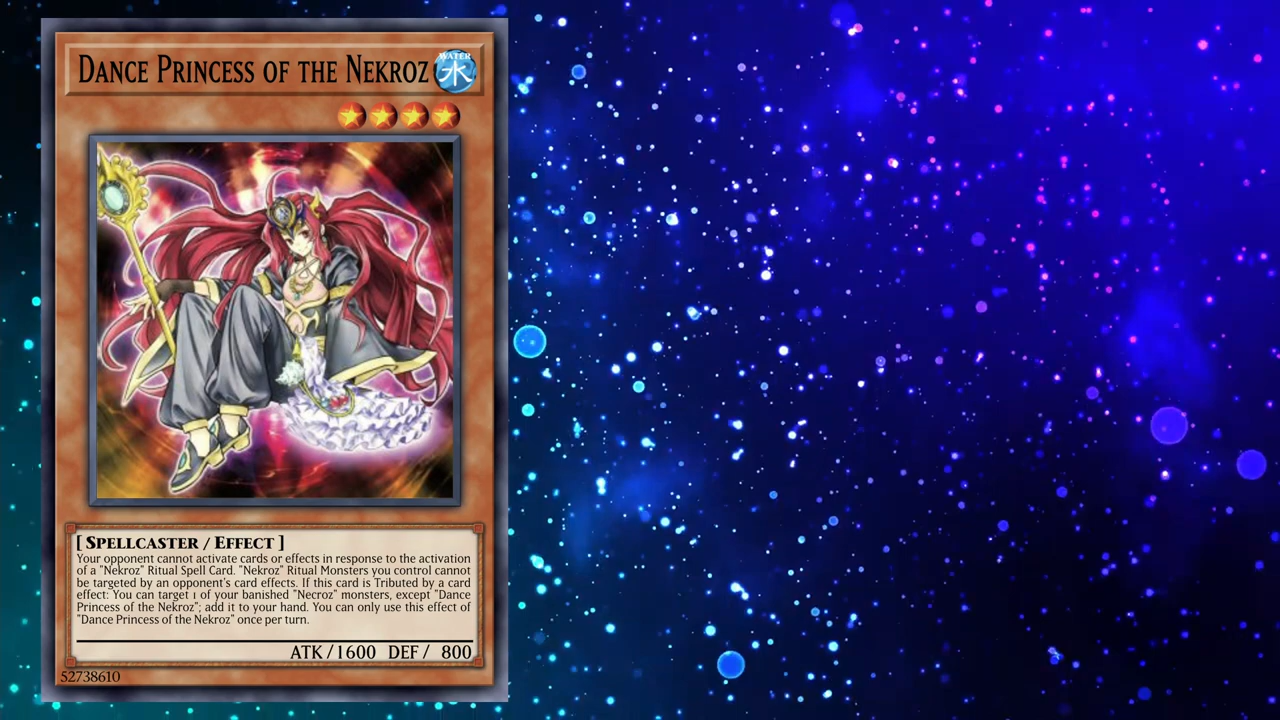 Dance Princess of the Nekroz
WATER
水
[ Spellcaster / Effect ]
Your opponent cannot activate cards or effects in response to the activation
of a "Nekroz" Ritual Spell Card. "Nekroz" Ritual Monsters you control cannot
be targeted by an opponent's card effects. If this card is Tributed by a card
effect: You can target 1 of your banished "Necroz" monsters, except "Dance
Princess of the Nekroz"; add it to your hand. You can only use this effect of
"Dance Princess of the Nekroz" once per turn.
ATK / 1600 DEF / 800
52738610